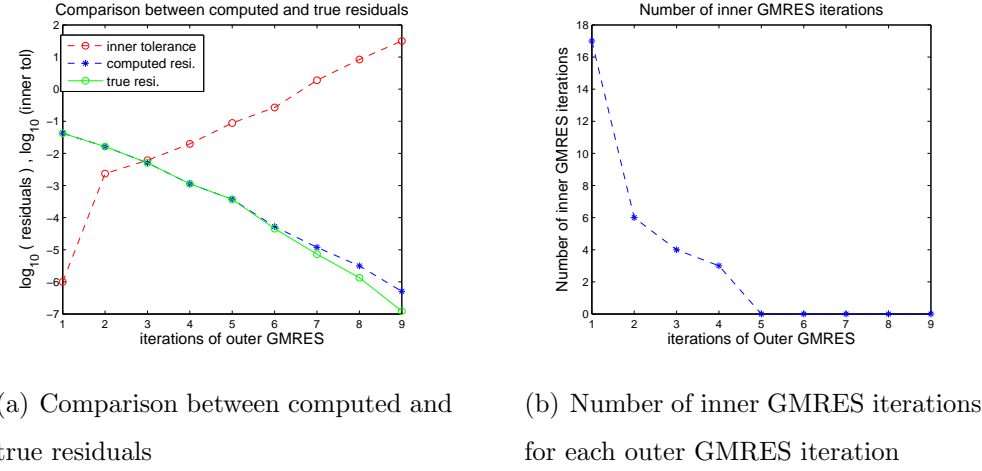 Comparison between computed and true residuals
2
1
0
−1
−2
−3
−4
−5
−6
−7
log10 ( residuals ) , log10 (inner tol)
inner tolerance
computed resi.
true resi.
1 2 3 4 5 6 7 8 9
iterations of outer GMRES
Number of inner GMRES iterations
18
16
14
12
10
8
6
4
2
0
Number of inner GMRES iterations
1 2 3 4 5 6 7 8 9
iterations of Outer GMRES
(a) Comparison between computed and
true residuals
(b) Number of inner GMRES iterations
for each outer GMRES iteration